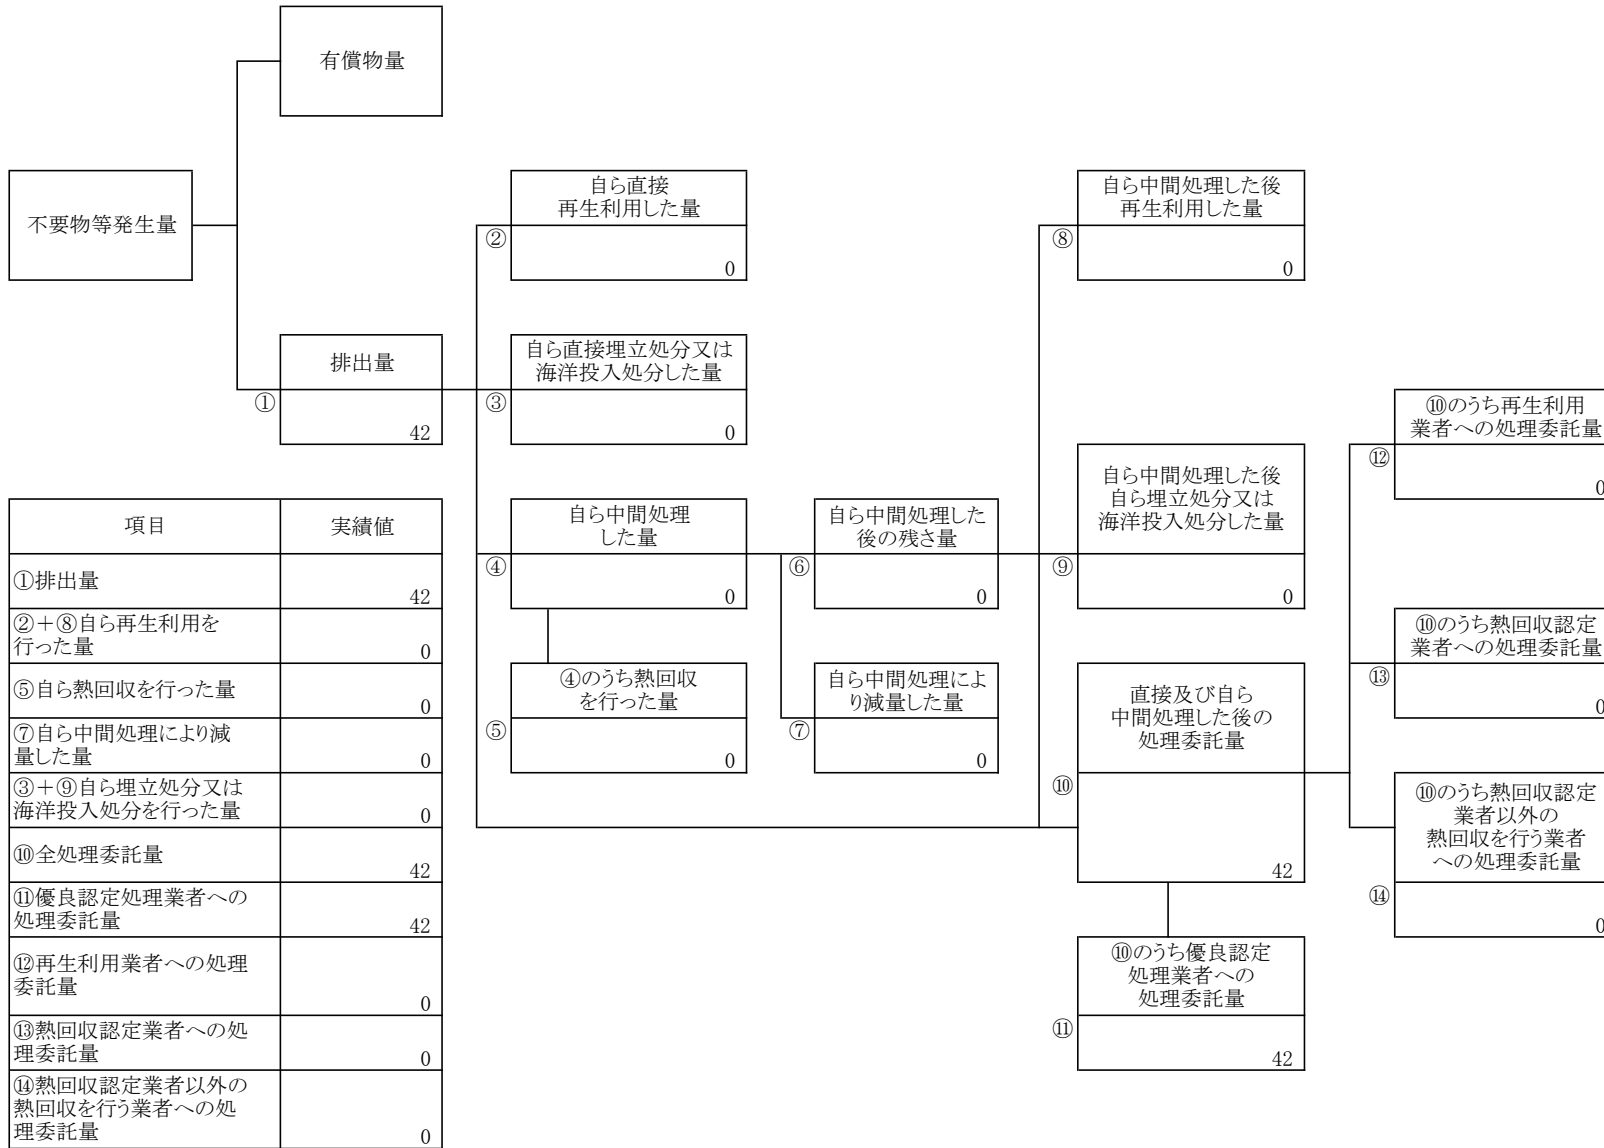 有償物量
不要物等発生量
自ら直接
再生利用した量
②
0
自ら中間処理した後
再生利用した量
⑧
0
排出量
①
42
自ら直接埋立処分又は
海洋投入処分した量
③
0
⑩のうち再生利用
業者への処理委託量
⑫
0
自ら中間処理した後
自ら埋立処分又は
海洋投入処分した量
⑨
0
自ら中間処理
した量
④
0
自ら中間処理した
後の残さ量
⑥
0
⑩のうち熱回収認定
業者への処理委託量
⑬
0
④のうち熱回収
を行った量
⑤
0
自ら中間処理によ
り減量した量
⑦
0
直接及び自ら
中間処理した後の
処理委託量
⑩
42
⑩のうち熱回収認定
業者以外の
熱回収を行う業者
への処理委託量
⑭
0
⑩のうち優良認定
処理業者への
処理委託量
⑪
42
項目 実績値
①排出量
42
②+⑧自ら再生利用を
行った量
0
⑤自ら熱回収を行った量
0
⑦自ら中間処理により減
量した量
0
③+⑨自ら埋立処分又は
海洋投入処分を行った量
0
⑩全処理委託量
42
⑪優良認定処理業者への
処理委託量
42
⑫再生利用業者への処理
委託量
0
⑬熱回収認定業者への処
理委託量
0
⑭熱回収認定業者以外の
熱回収を行う業者への処
理委託量
0